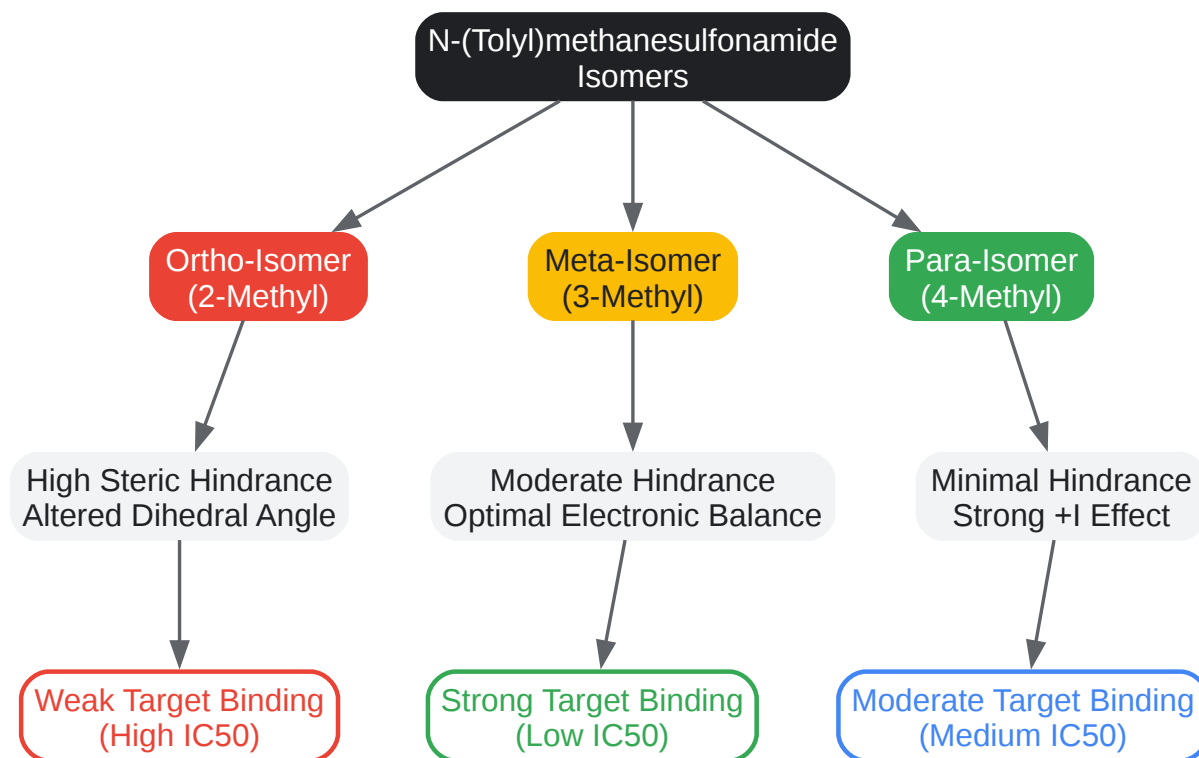 N-(Tolyl)methanesulfonamide
Isomers
Ortho-Isomer
(2-Methyl)
Meta-Isomer
(3-Methyl)
Para-Isomer
(4-Methyl)
High Steric Hindrance
Altered Dihedral Angle
Moderate Hindrance
Optimal Electronic Balance
Minimal Hindrance
Strong +I Effect
Weak Target Binding
(High IC50)
Strong Target Binding
(Low IC50)
Moderate Target Binding
(Medium IC50)